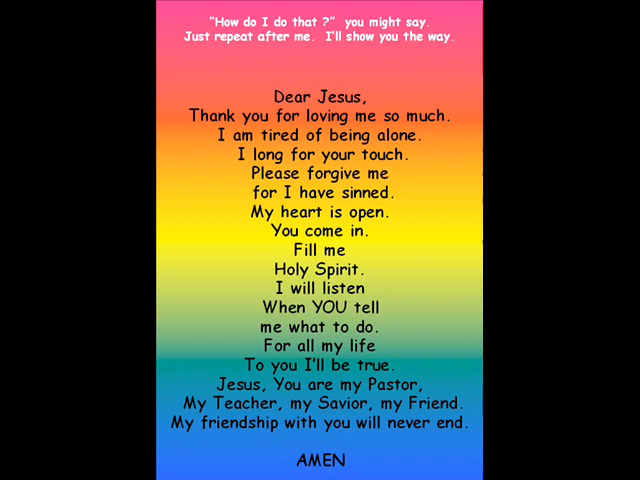 "How do I do that ?"  you might say.
Just repeat after me.  I'll show you the way.
Dear Jesus,
Thank you for loving me so much.
I am tired of being alone.
I long for your touch.
Please forgive me
for I have sinned.
My heart is open.
You come in.
Fill me
Holy Spirit.
I will listen
When YOU tell
me what to do.
For all my life
To you I'll be true.
Jesus, You are my Pastor,
My Teacher, my Savior, my Friend.
My friendship with you will never end.
AMEN